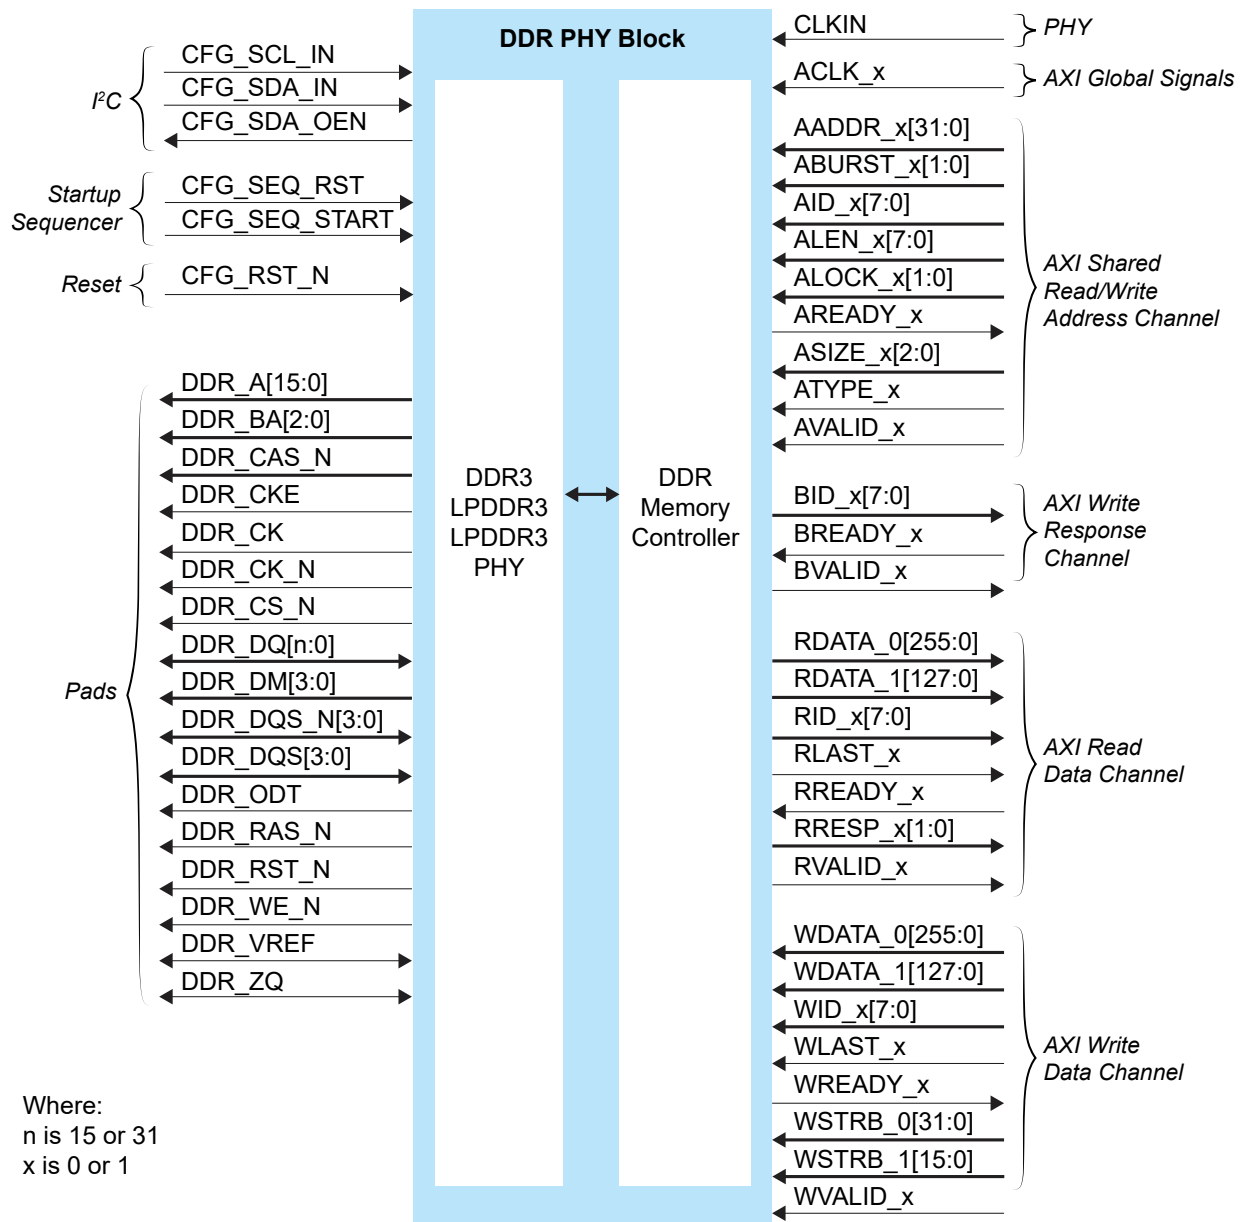 DDR PHY Block
I²C
CFG_SCL_IN
CFG_SDA_IN
CFG_SDA_OEN
Startup
Sequencer
CFG_SEQ_RST
CFG_SEQ_START
Reset
CFG_RST_N
Pads
DDR_A[15:0]
DDR_BA[2:0]
DDR_CAS_N
DDR_CKE
DDR_CK
DDR_CK_N
DDR_CS_N
DDR_DQ[n:0]
DDR_DM[3:0]
DDR_DQS_N[3:0]
DDR_DQS[3:0]
DDR_ODT
DDR_RAS_N
DDR_RST_N
DDR_WE_N
DDR_VREF
DDR_ZQ
Where:
n is 15 or 31
x is 0 or 1
DDR3
LPDDR3
LPDDR3
PHY
DDR
Memory
Controller
CLKIN
PHY
ACLK_x
AXI Global Signals
AADDR_x[31:0]
ABURST_x[1:0]
AID_x[7:0]
ALEN_x[7:0]
ALOCK_x[1:0]
AREADY_x
ASIZE_x[2:0]
ATYPE_x
AVALID_x
AXI Shared
Read/Write
Address Channel
BID_x[7:0]
BREADY_x
BVALID_x
AXI Write
Response
Channel
RDATA_0[255:0]
RDATA_1[127:0]
RID_x[7:0]
RLAST_x
RREADY_x
RRESP_x[1:0]
RVALID_x
AXI Read
Data Channel
WDATA_0[255:0]
WDATA_1[127:0]
WID_x[7:0]
WLAST_x
WREADY_x
WSTRB_0[31:0]
WSTRB_1[15:0]
WVALID_x
AXI Write
Data Channel